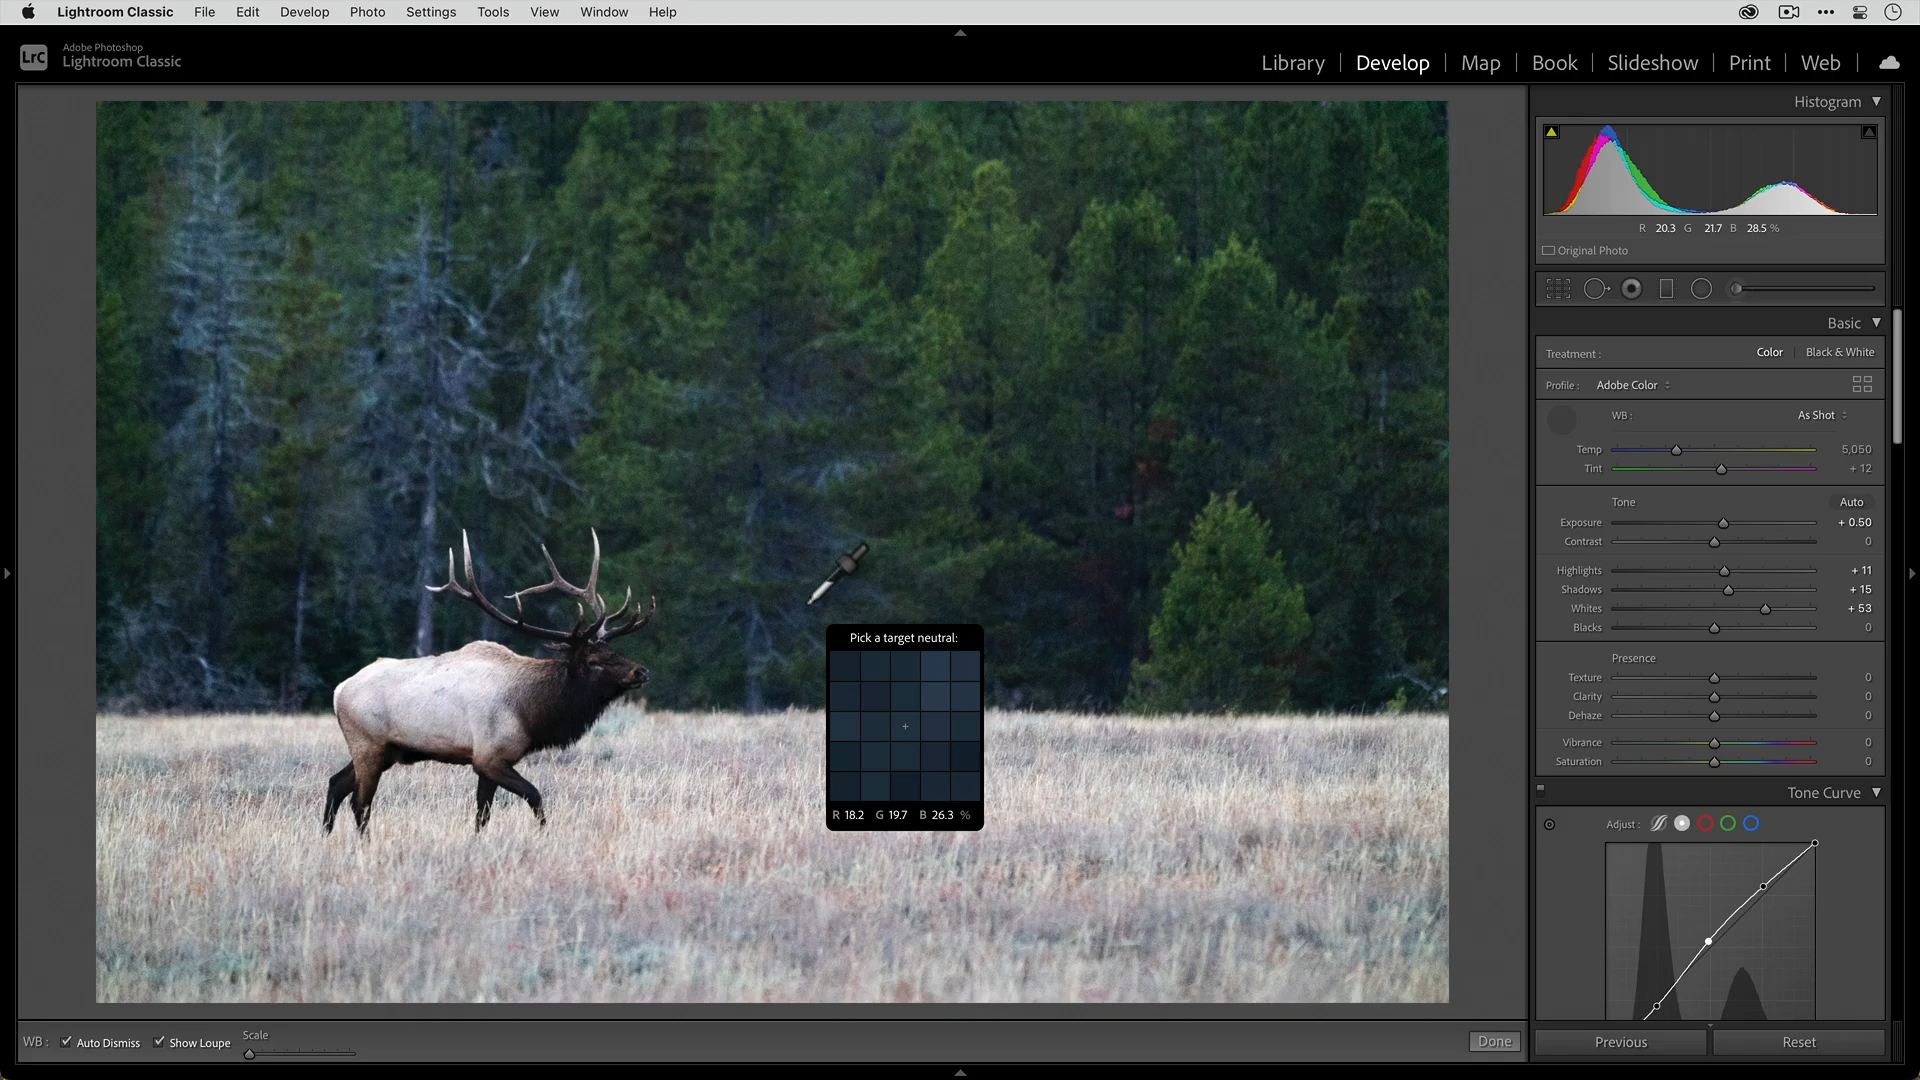 Lightroom Classic File Edit Develop Photo Settings Tools View Window Help
LrC
Adobe Photoshop
Lightroom Classic
Library | Develop | Map | Book | Slideshow | Print | Web |
Histogram
R 20.3 G 21.7 B 28.5 %
Original Photo
Basic
Treatment : Color | Black & White
Profile : Adobe Color
WB : As Shot
Temp 5,050
Tint + 12
Tone Auto
Exposure + 0.50
Contrast 0
Highlights + 11
Shadows + 15
Whites + 53
Blacks 0
Presence
Texture 0
Clarity 0
Dehaze 0
Vibrance 0
Saturation 0
Tone Curve
Adjust :
Pick a target neutral:
R 18.2 G 19.7 B 26.3 %
WB : Auto Dismiss Show Loupe Scale
Done
Previous Reset